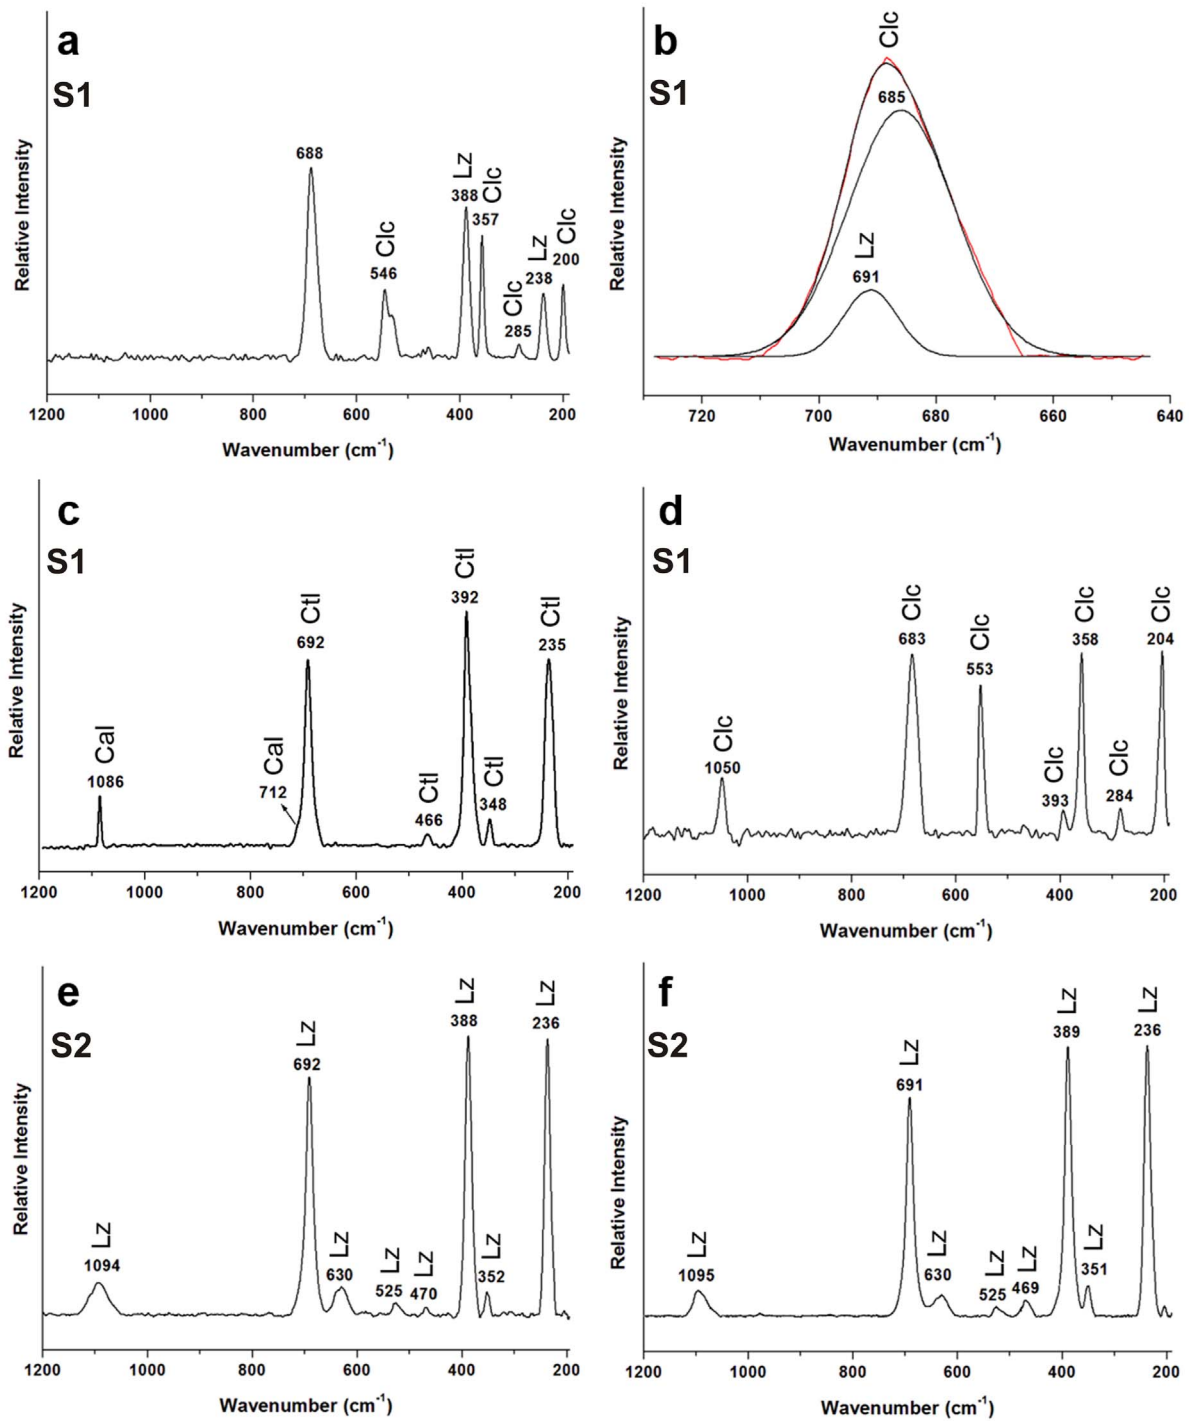 a
S1
Relative Intensity
688
Clc
546
Lz
388
Clc
357
Clc
285
Lz
238
Clc
200
1200
1000
800
600
400
200
Wavenumber (cm-1)
b
S1
Relative Intensity
Clc
685
Lz
691
720
700
680
660
640
Wavenumber (cm-1)
c
S1
Relative Intensity
Cal
1086
Cal
712
Ctl
692
Ctl
466
Ctl
392
Ctl
348
Ctl
235
1200
1000
800
600
400
200
Wavenumber (cm-1)
d
S1
Relative Intensity
Clc
1050
Clc
683
Clc
553
Clc
393
Clc
358
Clc
284
Clc
204
1200
1000
800
600
400
200
Wavenumber (cm-1)
e
S2
Relative Intensity
Lz
1094
Lz
692
Lz
630
Lz
525
Lz
470
Lz
388
Lz
352
Lz
236
1200
1000
800
600
400
200
Wavenumber (cm-1)
f
S2
Relative Intensity
Lz
1095
Lz
691
Lz
630
Lz
525
Lz
469
Lz
389
Lz
351
Lz
236
1200
1000
800
600
400
200
Wavenumber (cm-1)